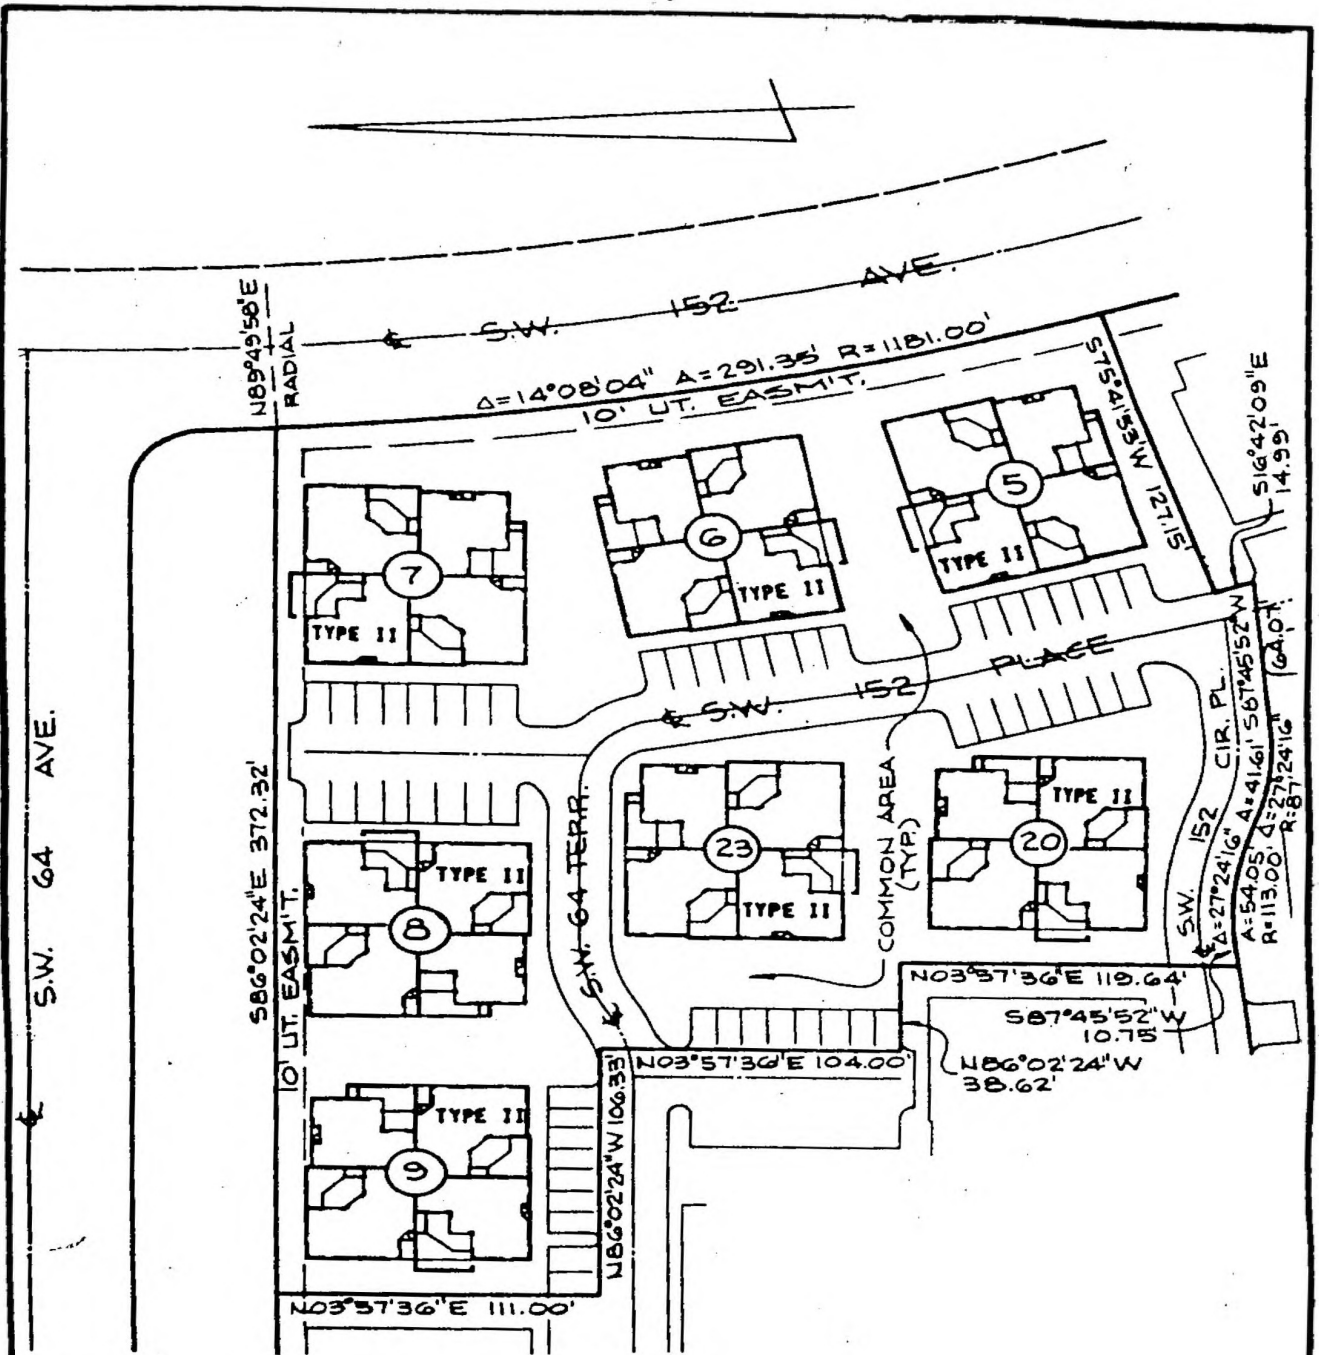 S.W. 152 AVE.
N89°49'58"E
RADIAL
Δ=14°08'04" A=291.35' R=1181.00'
10' UT. EASM'T.
S75°41'53"W 127.15'
S16°42'09"E
14.99'
5
TYPE II
6
TYPE II
7
TYPE II
S.W. 152 PLACE
S.W. 64 AVE.
S86°02'24"E 372.32'
10' UT. EASM'T.
S.W. 64 TERR.
COMMON AREA
(TYP.)
8
TYPE II
23
TYPE II
20
TYPE II
S.W. 152 CIR. PL.
Δ=27°24'16" A=41.61' S87°45'52"W
64.07'
A=54.05' Δ=27°24'16"
R=113.00' R=87.
N03°57'36"E 119.64'
S87°45'52"W
10.75'
N86°02'24"W
38.62'
N03°57'36"E 104.00'
N86°02'24"W 106.33'
9
TYPE II
N03°57'36"E 111.00'